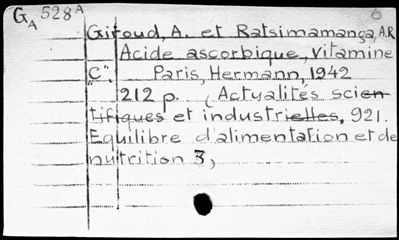 GA 528A
Giroud, A. et Ratsimamanga, A.R
Acide ascorbique, Vitamine
"C". Paris, Hermann, 1942
212 p. (Actualités scien
tifiques et industrielles, 921.
Equilibre d'alimentation et de
nutrition 3)